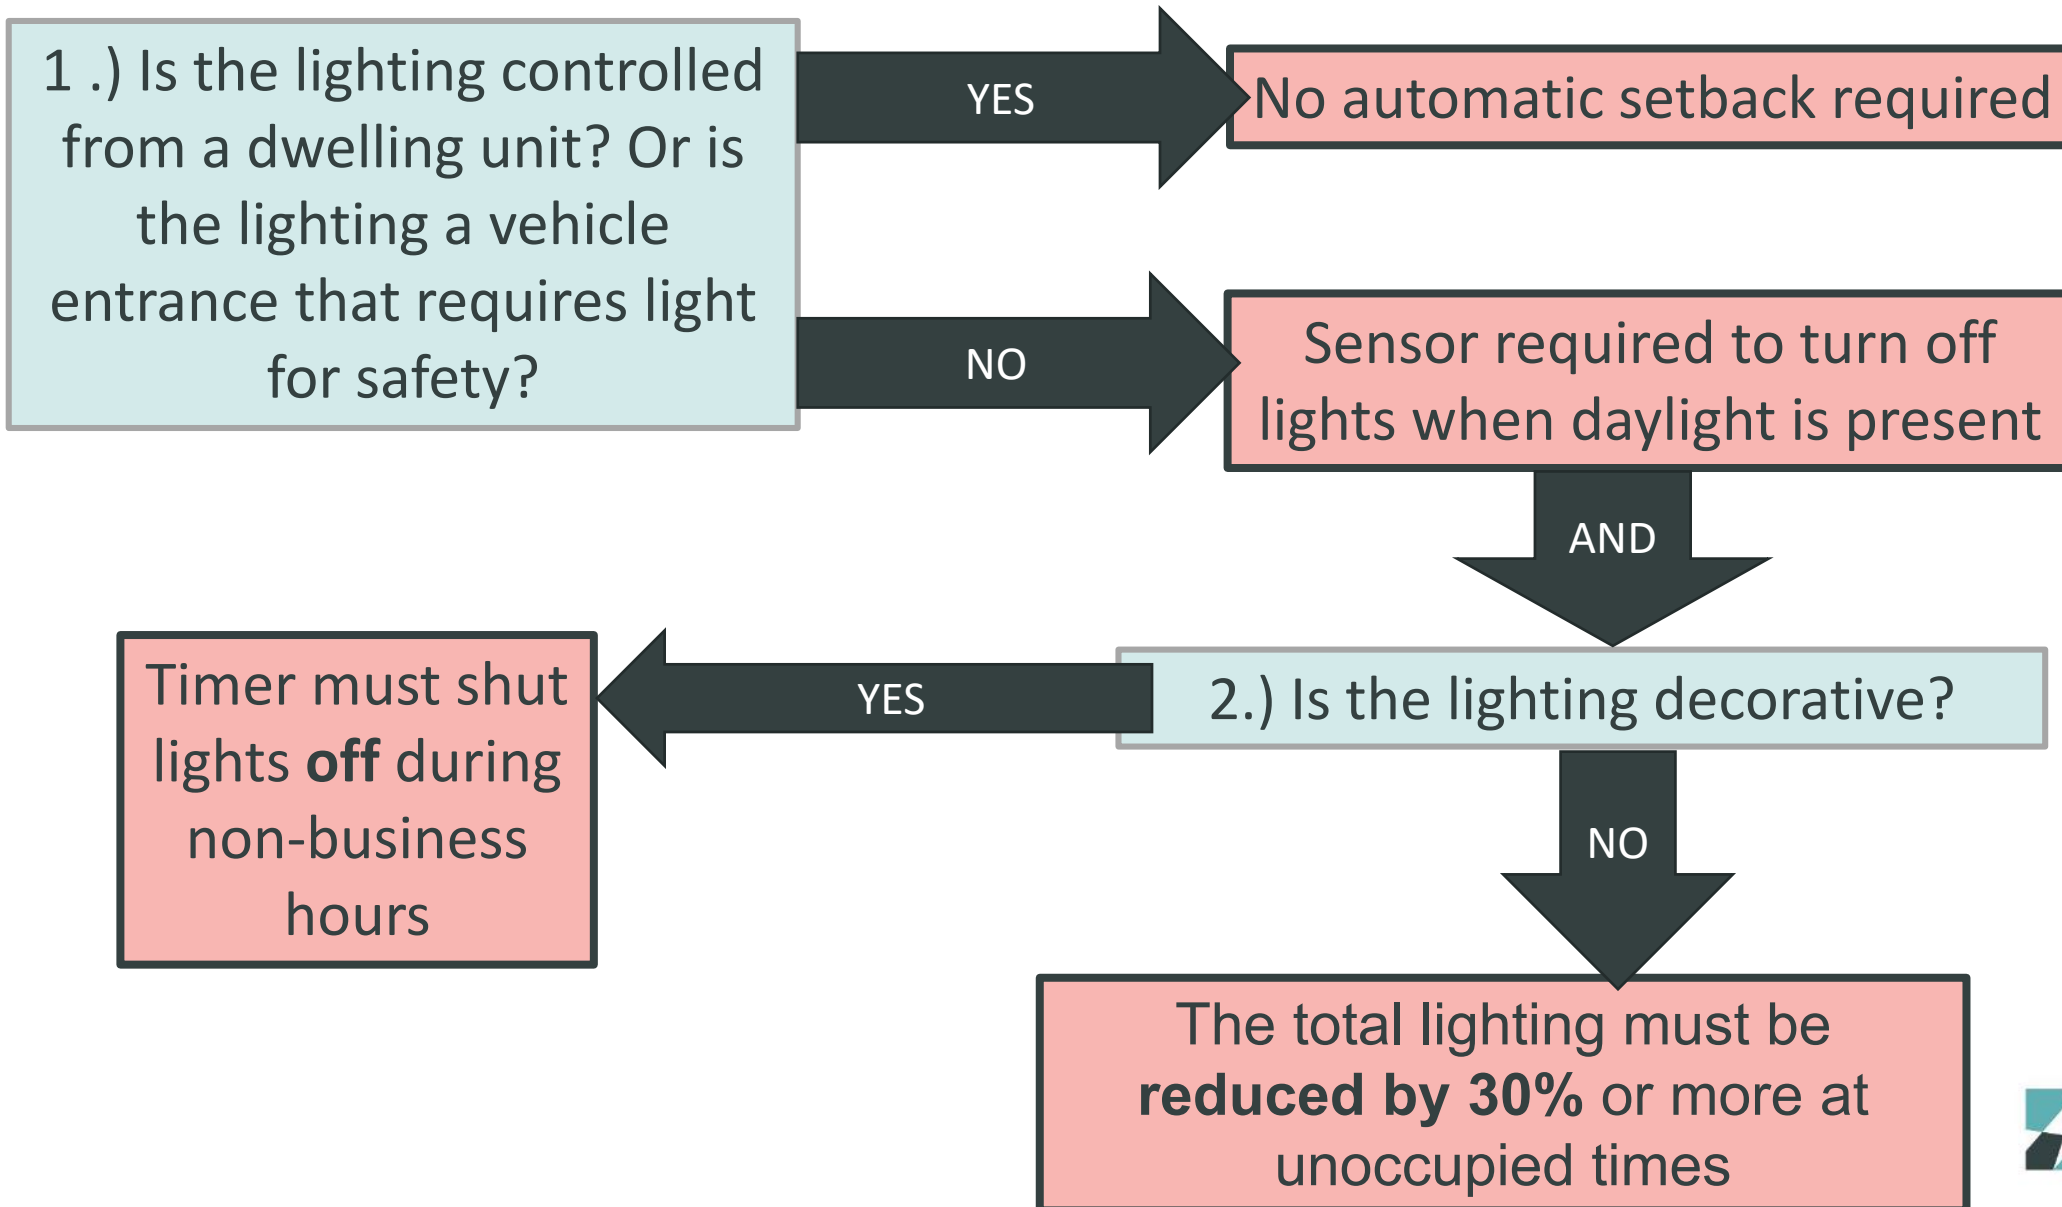 1 .) Is the lighting controlled
from a dwelling unit? Or is
the lighting a vehicle
entrance that requires light
for safety?
YES
No automatic setback required
NO
Sensor required to turn off
lights when daylight is present
AND
2.) Is the lighting decorative?
YES
Timer must shut
lights off during
non-business
hours
NO
The total lighting must be
reduced by 30% or more at
unoccupied times